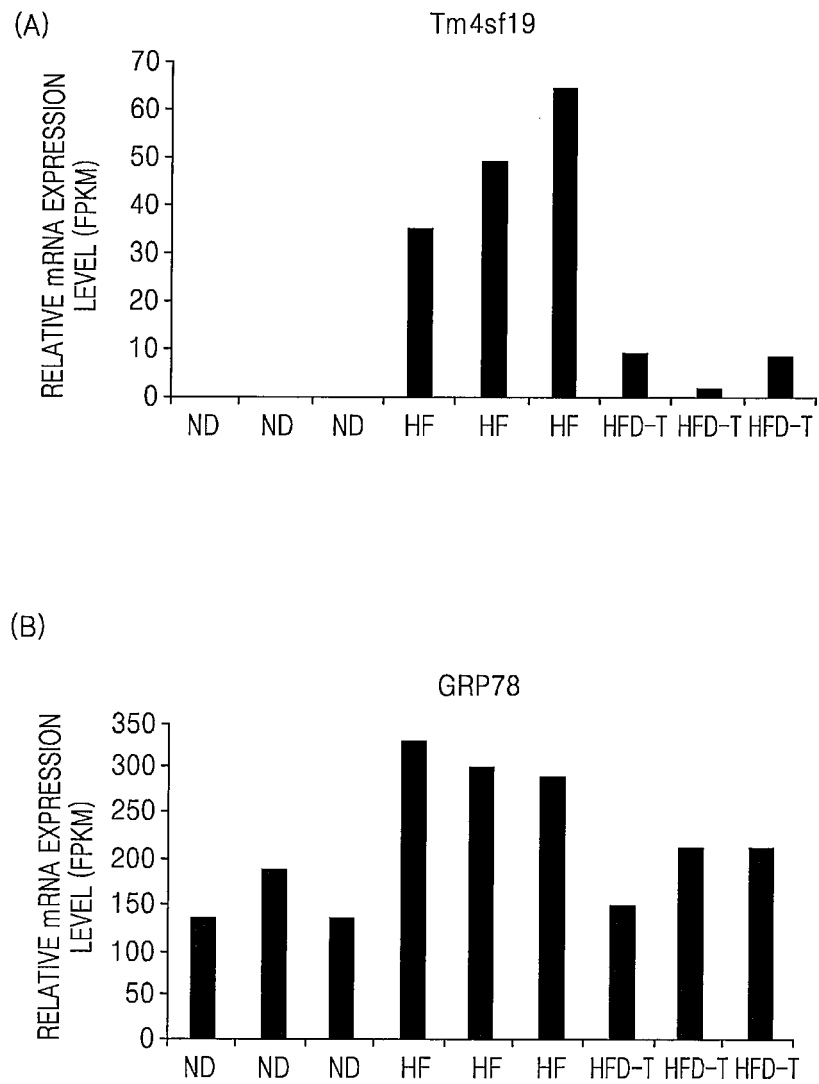 (A)
Tm4sf19
RELATIVE mRNA EXPRESSION
LEVEL (FPKM)
70
60
50
40
30
20
10
0
ND ND ND HF HF HF HFD-T HFD-T HFD-T
(B)
GRP78
RELATIVE mRNA EXPRESSION
LEVEL (FPKM)
350
300
250
200
150
100
50
0
ND ND ND HF HF HF HFD-T HFD-T HFD-T